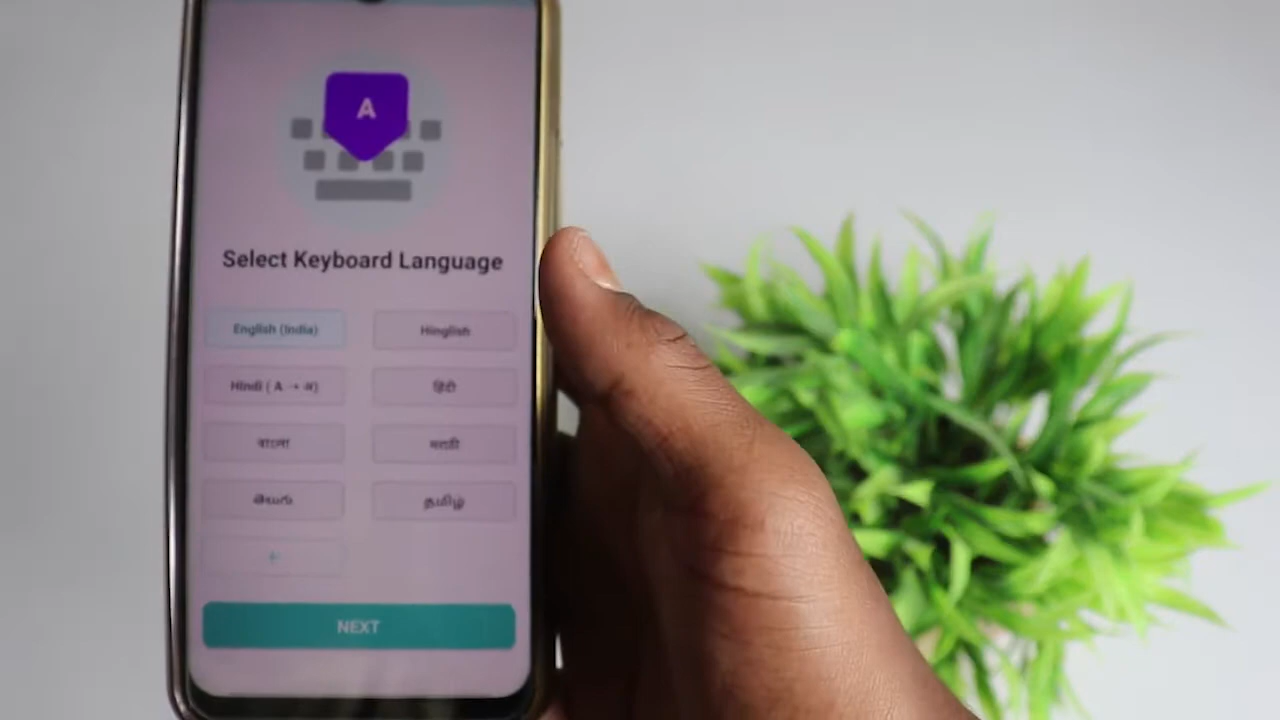 A
Select Keyboard Language
English (India)
Hinglish
Hindi ( A → अ)
हिंदी
বাংলা
मराठी
తెలుగు
தமிழ்
+
NEXT